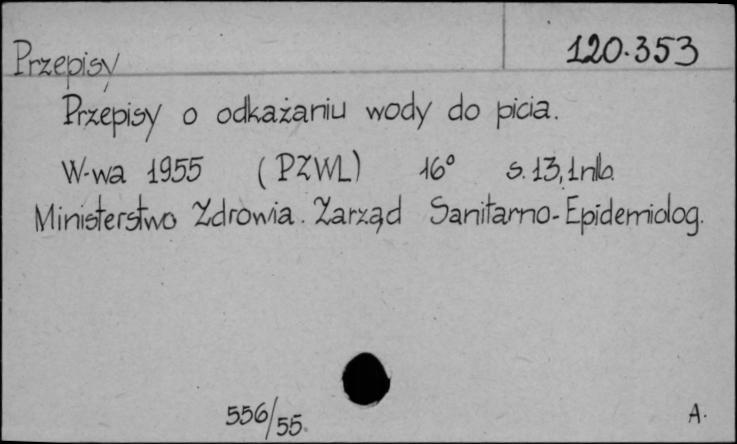 Przepisy 120.353
Przepisy o odkażaniu wody do picia.
W-wa 1955 (PZWL) 16° s.13,1nlb.
Ministerstwo Zdrowia. Zarząd Sanitarno-Epidemiolog.
556/55. A.